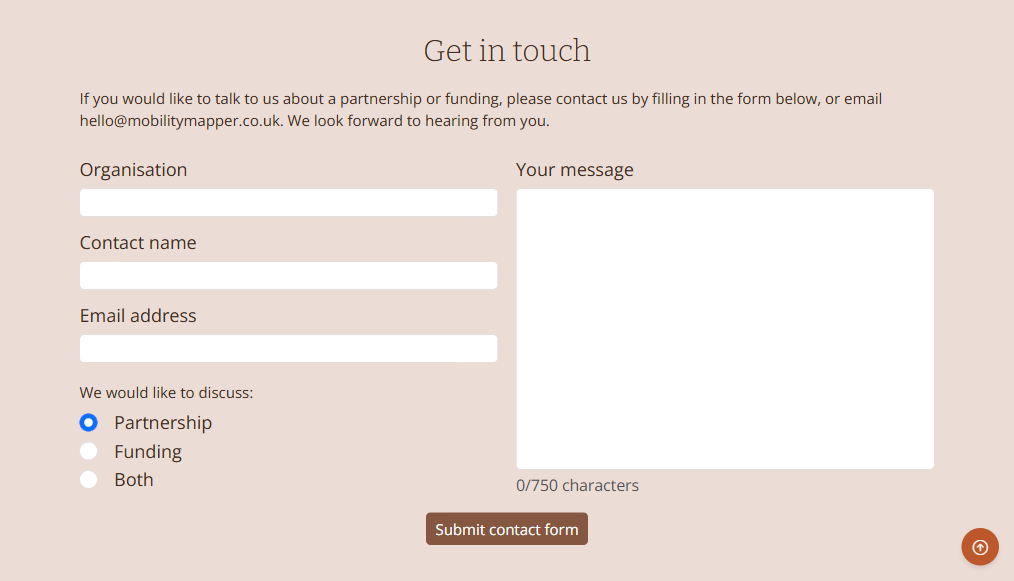 Get in touch
If you would like to talk to us about a partnership or funding, please contact us by filling in the form below, or email
hello@mobilitymapper.co.uk. We look forward to hearing from you.
Organisation
Contact name
Email address
We would like to discuss:
Partnership
Funding
Both
Your message
0/750 characters
Submit contact form